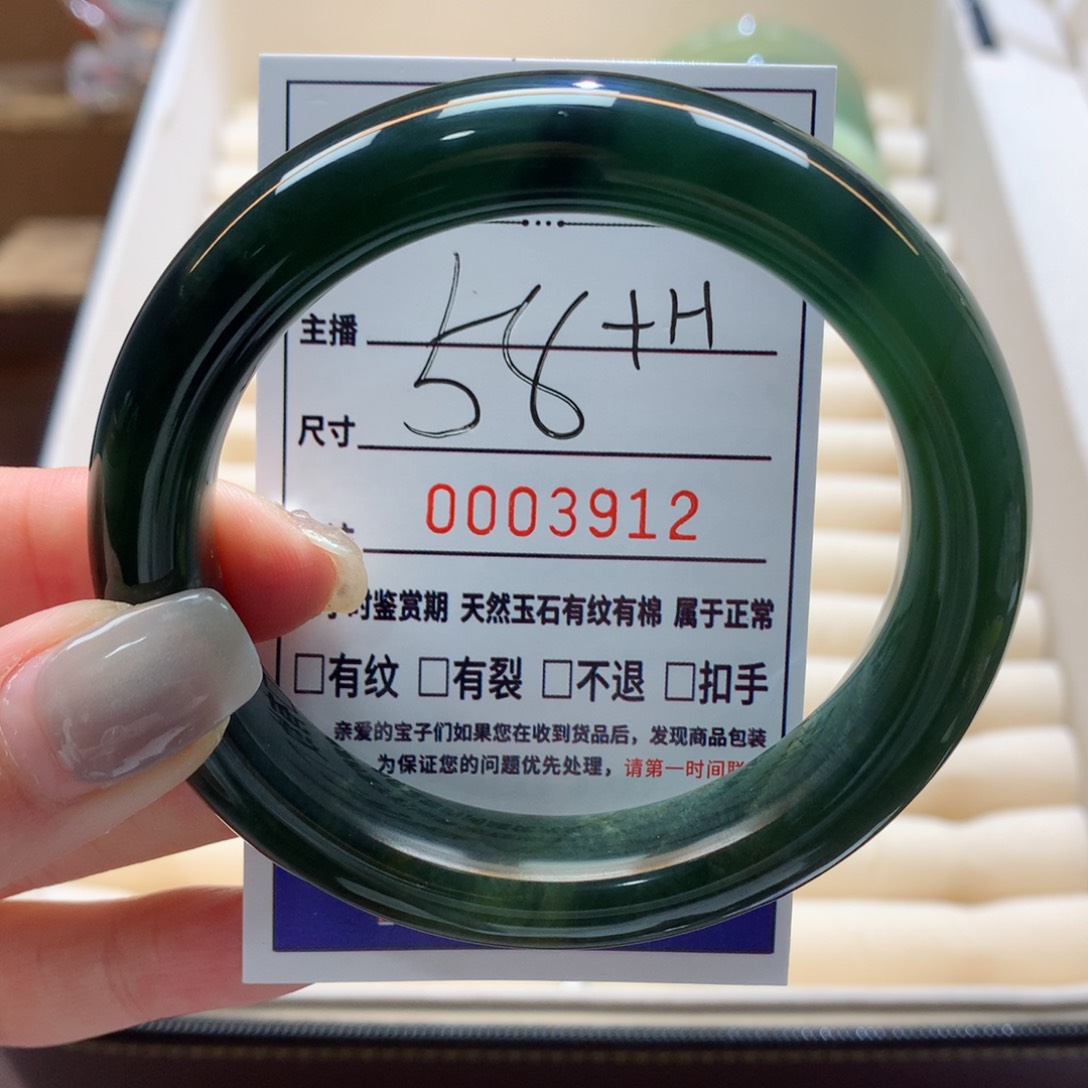 主播 58+H
尺寸
0003912
时鉴赏期 天然玉石有纹有棉 属于正常
□有纹 □有裂 □不退 □扣手
亲爱的宝子们如果您在收到货品后，发现商品包装
为保证您的问题优先处理，请第一时间联